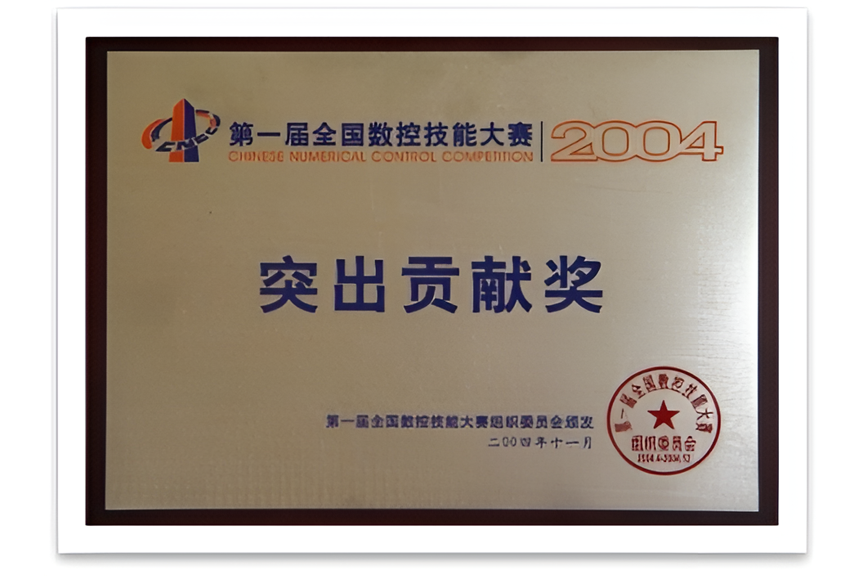 第一届全国数控技能大赛 2004
CHINESE NUMERICAL CONTROL COMPETITION
突出贡献奖
第一届全国数控技能大赛组织委员会颁发
二〇〇四年十一月
第一届全国数控技能大赛
组织委员会